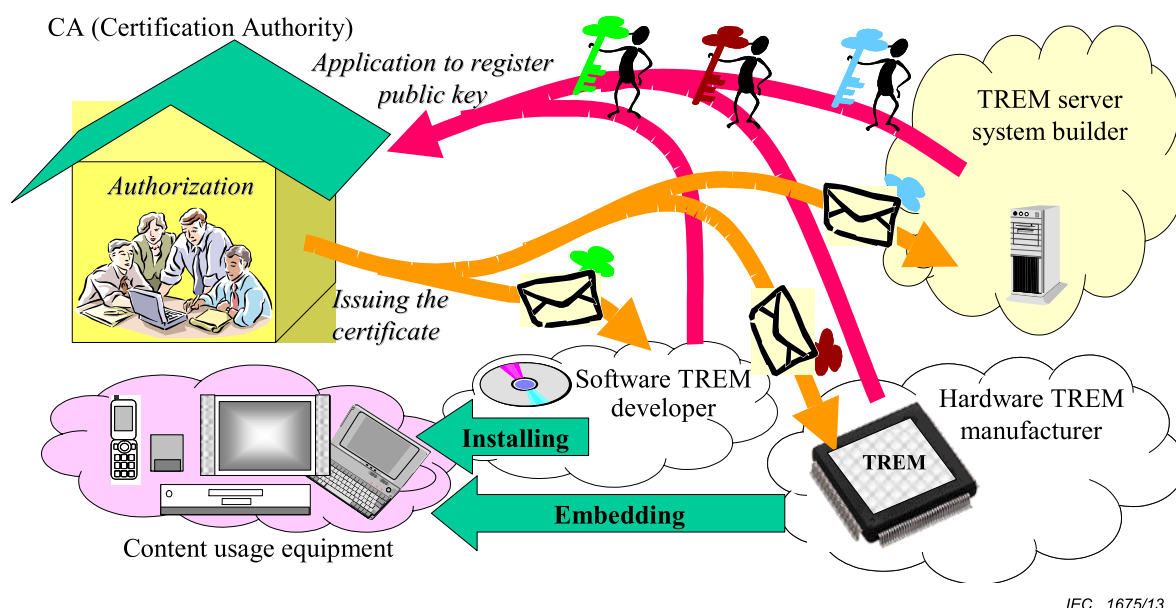 CA (Certification Authority)
Application to register
public key
TREM server
system builder
Authorization
Issuing the
certificate
Software TREM
developer
Hardware TREM
manufacturer
Installing
TREM
Embedding
Content usage equipment
IEC 1675/13